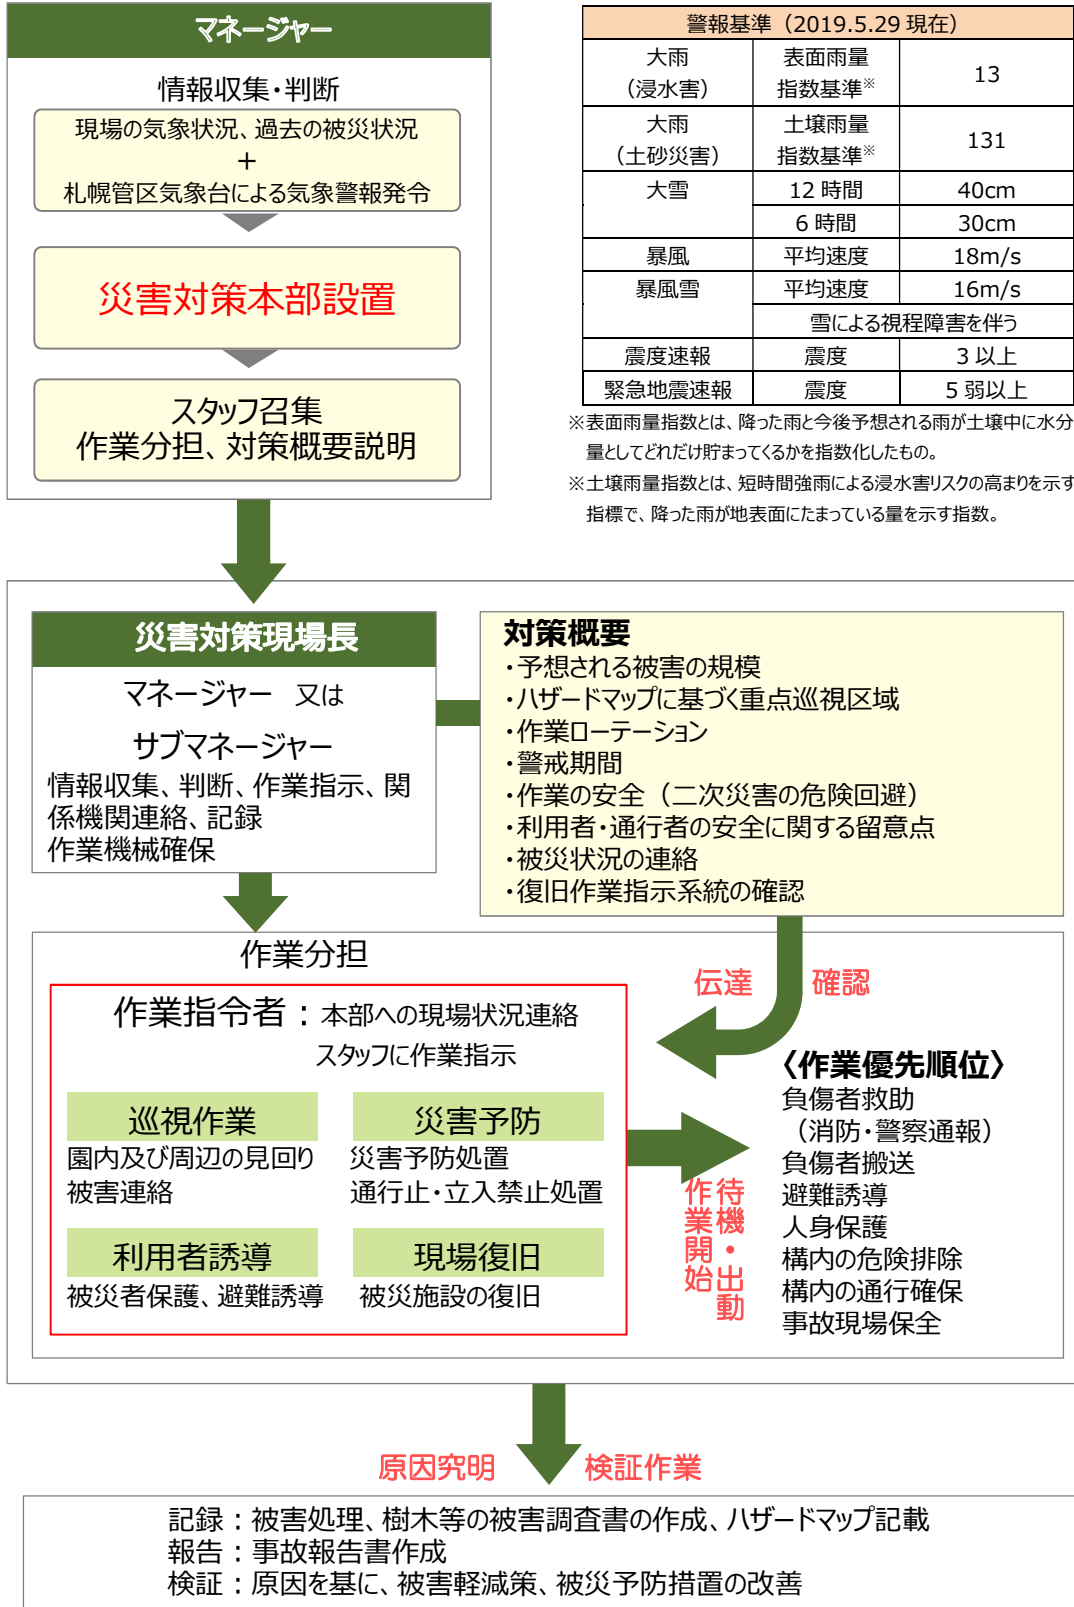 マネージャー
情報収集・判断
現場の気象状況、過去の被災状況
+
札幌管区気象台による気象警報発令
災害対策本部設置
スタッフ召集
作業分担、対策概要説明
警報基準（2019.5.29 現在）
大雨
（浸水害）
表面雨量
指数基準※
13
大雨
（土砂災害）
土壌雨量
指数基準※
131
大雪
12 時間
40cm
6 時間
30cm
暴風
平均速度
18m/s
暴風雪
平均速度
16m/s
雪による視程障害を伴う
震度速報
震度
3 以上
緊急地震速報
震度
5 弱以上
※表面雨量指数とは、降った雨と今後予想される雨が土壌中に水分
量としてどれだけ貯まってくるかを指数化したもの。
※土壌雨量指数とは、短時間強雨による浸水害リスクの高まりを示す
指標で、降った雨が地表面にたまっている量を示す指数。
災害対策現場長
マネージャー 又は
サブマネージャー
情報収集、判断、作業指示、関
係機関連絡、記録
作業機械確保
対策概要
・予想される被害の規模
・ハザードマップに基づく重点巡視区域
・作業ローテーション
・警戒期間
・作業の安全（二次災害の危険回避）
・利用者・通行者の安全に関する留意点
・被災状況の連絡
・復旧作業指示系統の確認
作業分担
伝達 確認
作業指令者：本部への現場状況連絡
スタッフに作業指示
巡視作業
園内及び周辺の見回り
被害連絡
災害予防
災害予防処置
通行止・立入禁止処置
利用者誘導
被災者保護、避難誘導
現場復旧
被災施設の復旧
待機・出動
作業開始
〈作業優先順位〉
負傷者救助
（消防・警察通報）
負傷者搬送
避難誘導
人身保護
構内の危険排除
構内の通行確保
事故現場保全
原因究明 検証作業
記録：被害処理、樹木等の被害調査書の作成、ハザードマップ記載
報告：事故報告書作成
検証：原因を基に、被害軽減策、被災予防措置の改善